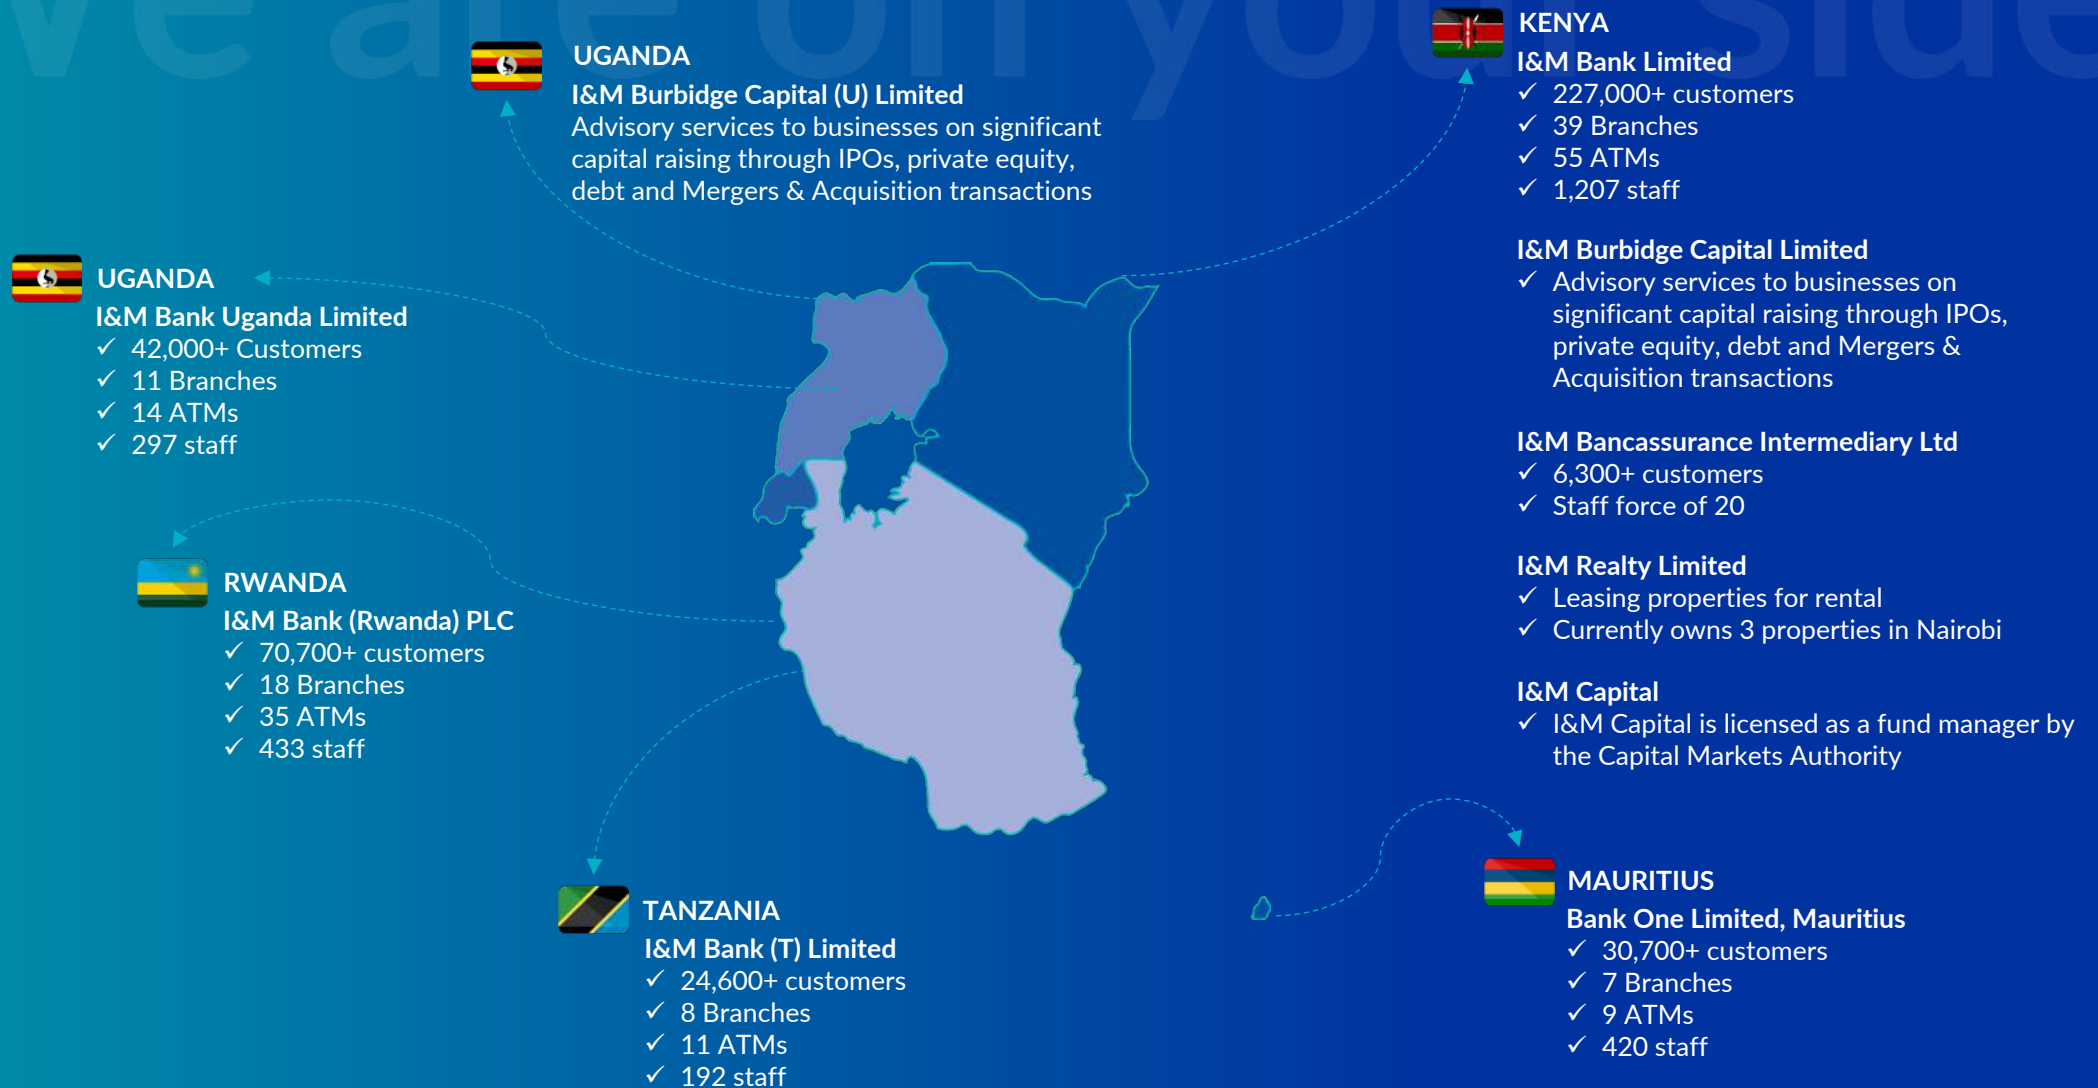 We are on your side
UGANDA
I&M Burbidge Capital (U) Limited
Advisory services to businesses on significant
capital raising through IPOs, private equity,
debt and Mergers & Acquisition transactions
UGANDA
I&M Bank Uganda Limited
✓ 42,000+ Customers
✓ 11 Branches
✓ 14 ATMs
✓ 297 staff
RWANDA
I&M Bank (Rwanda) PLC
✓ 70,700+ customers
✓ 18 Branches
✓ 35 ATMs
✓ 433 staff
TANZANIA
I&M Bank (T) Limited
✓ 24,600+ customers
✓ 8 Branches
✓ 11 ATMs
✓ 192 staff
KENYA
I&M Bank Limited
✓ 227,000+ customers
✓ 39 Branches
✓ 55 ATMs
✓ 1,207 staff
I&M Burbidge Capital Limited
✓ Advisory services to businesses on
significant capital raising through IPOs,
private equity, debt and Mergers &
Acquisition transactions
I&M Bancassurance Intermediary Ltd
✓ 6,300+ customers
✓ Staff force of 20
I&M Realty Limited
✓ Leasing properties for rental
✓ Currently owns 3 properties in Nairobi
I&M Capital
✓ I&M Capital is licensed as a fund manager by
the Capital Markets Authority
MAURITIUS
Bank One Limited, Mauritius
✓ 30,700+ customers
✓ 7 Branches
✓ 9 ATMs
✓ 420 staff